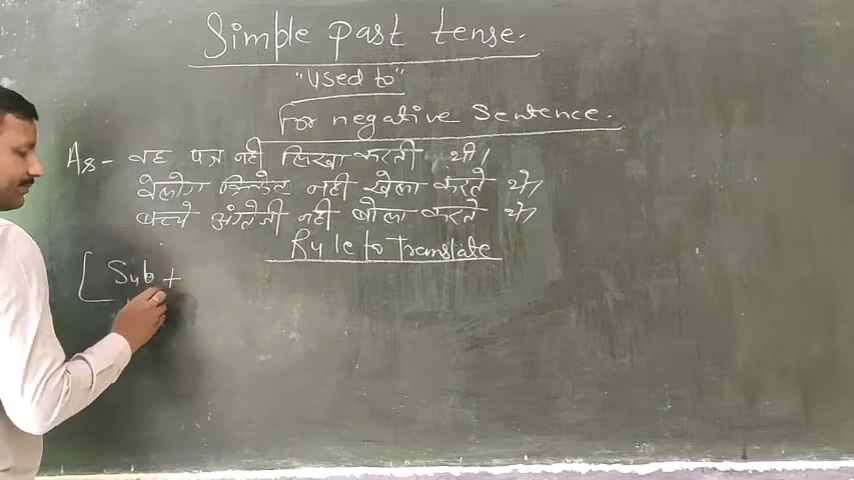 Simple past tense.
"Used to"
For negative Sentence.
As- वह पत्र नही लिखा करती थी।
वेलोग क्रिकेट नही खेला करते थे।
बच्चे अंग्रेजी नही बोला करते थे।
Rule to Translate
[Sub +